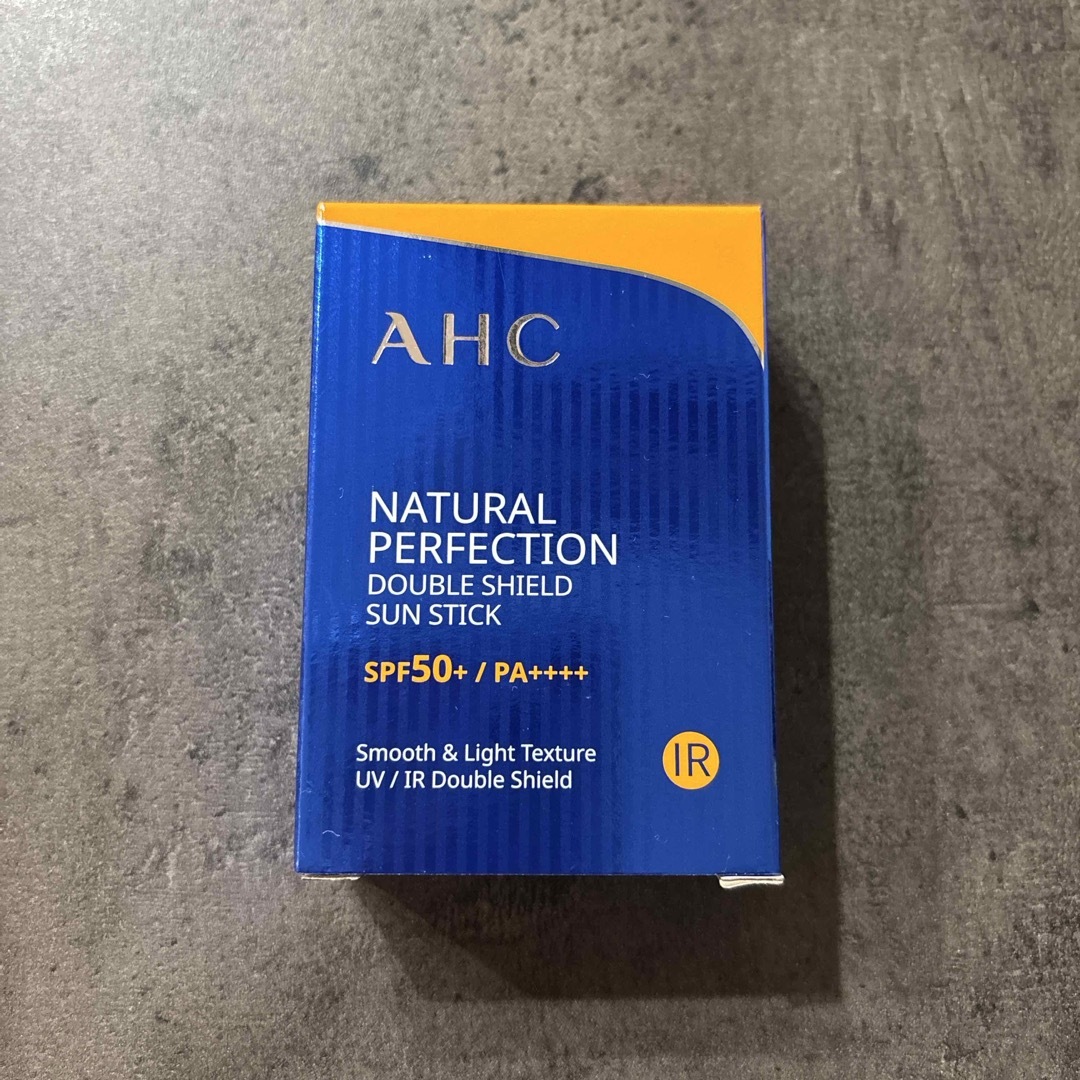 AHC
NATURAL
PERFECTION
DOUBLE SHIELD
SUN STICK
SPF50+ / PA++++
Smooth & Light Texture
UV / IR Double Shield
IR